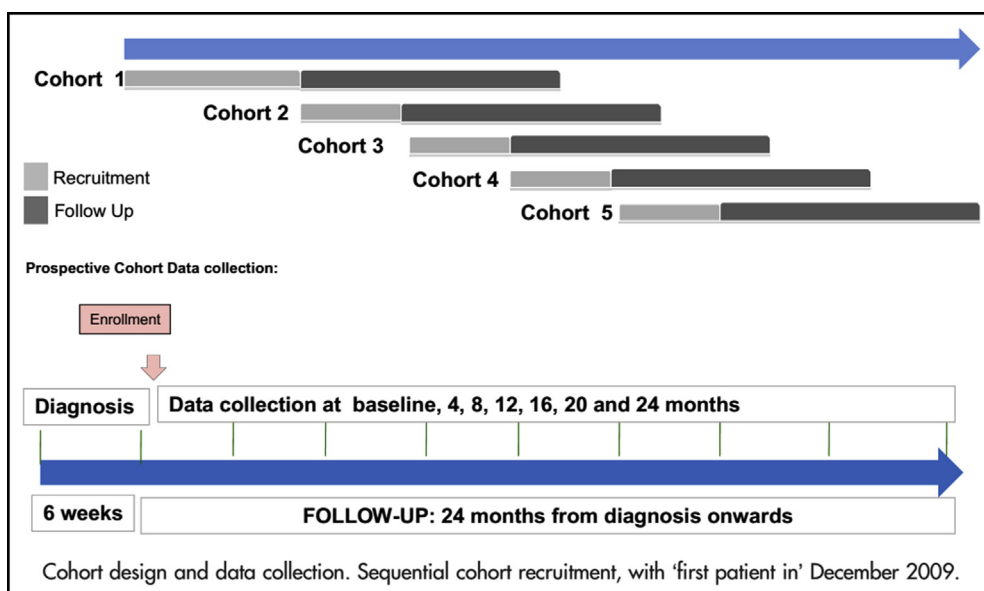 Cohort 1
Cohort 2
Cohort 3
Cohort 4
Cohort 5
Recruitment
Follow Up
Prospective Cohort Data collection:
Enrollment
Diagnosis
Data collection at baseline, 4, 8, 12, 16, 20 and 24 months
6 weeks
FOLLOW-UP: 24 months from diagnosis onwards
Cohort design and data collection. Sequential cohort recruitment, with ‘first patient in’ December 2009.